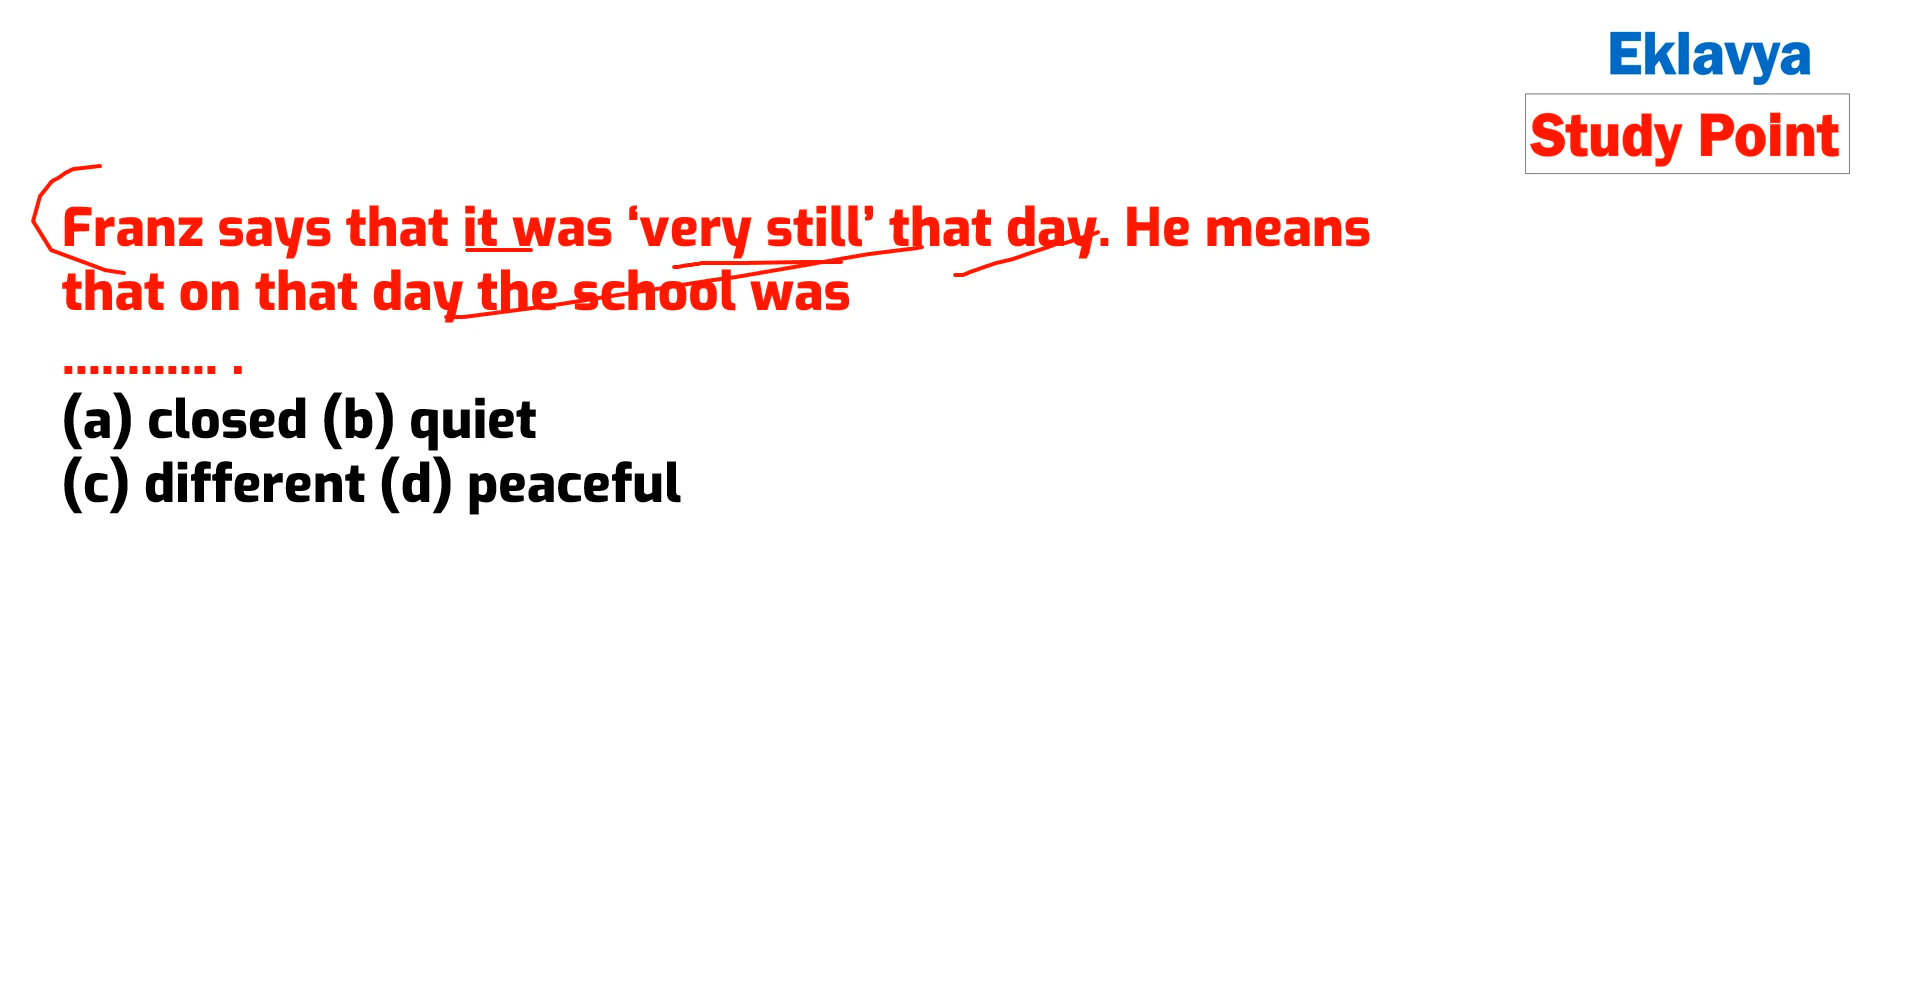 Eklavya
Study Point
Franz says that it was ‘very still’ that day. He means
that on that day the school was
............ .
(a) closed (b) quiet
(c) different (d) peaceful